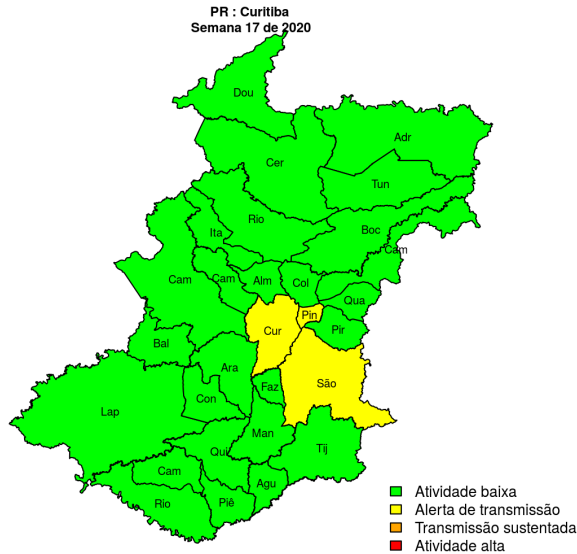 PR : Curitiba
Semana 17 de 2020
Dou
Adr
Cer
Tun
Rio
Boc
Ita
Cam
Cam
Cam
Alm
Col
Qua
Pin
Cur
Pir
Bal
Ara
Faz
São
Con
Lap
Man
Qui
Tij
Cam
Agu
Rio
Piê
Atividade baixa
Alerta de transmissão
Transmissão sustentada
Atividade alta